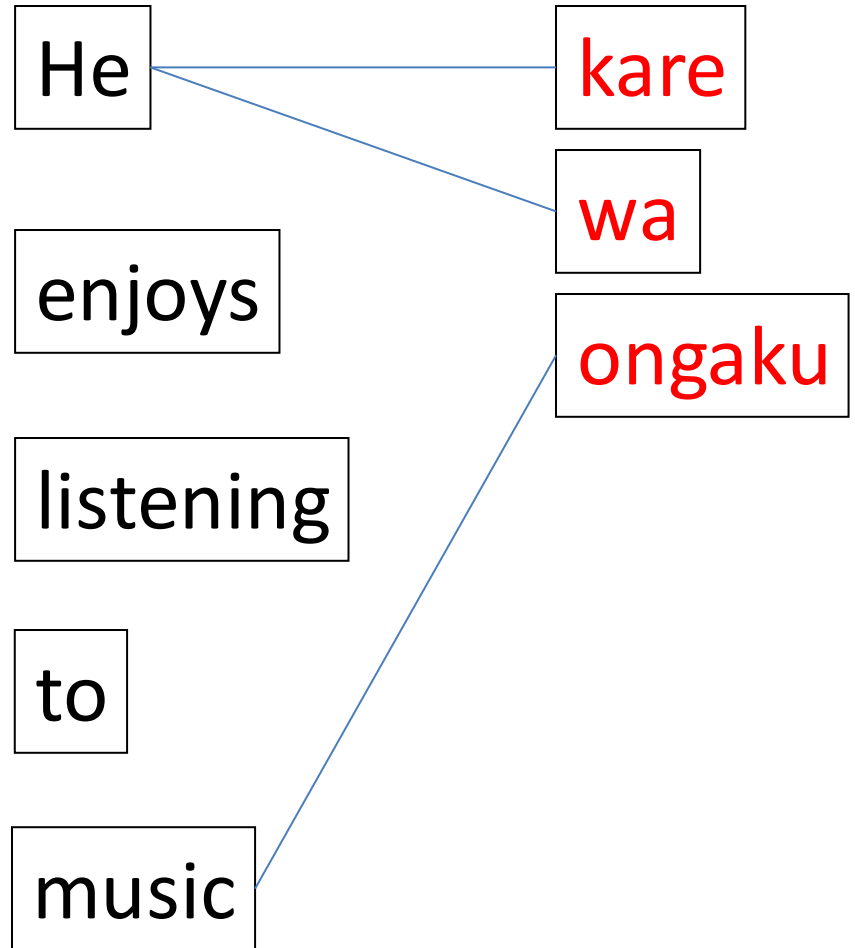 He
kare
wa
enjoys
ongaku
listening
to
music